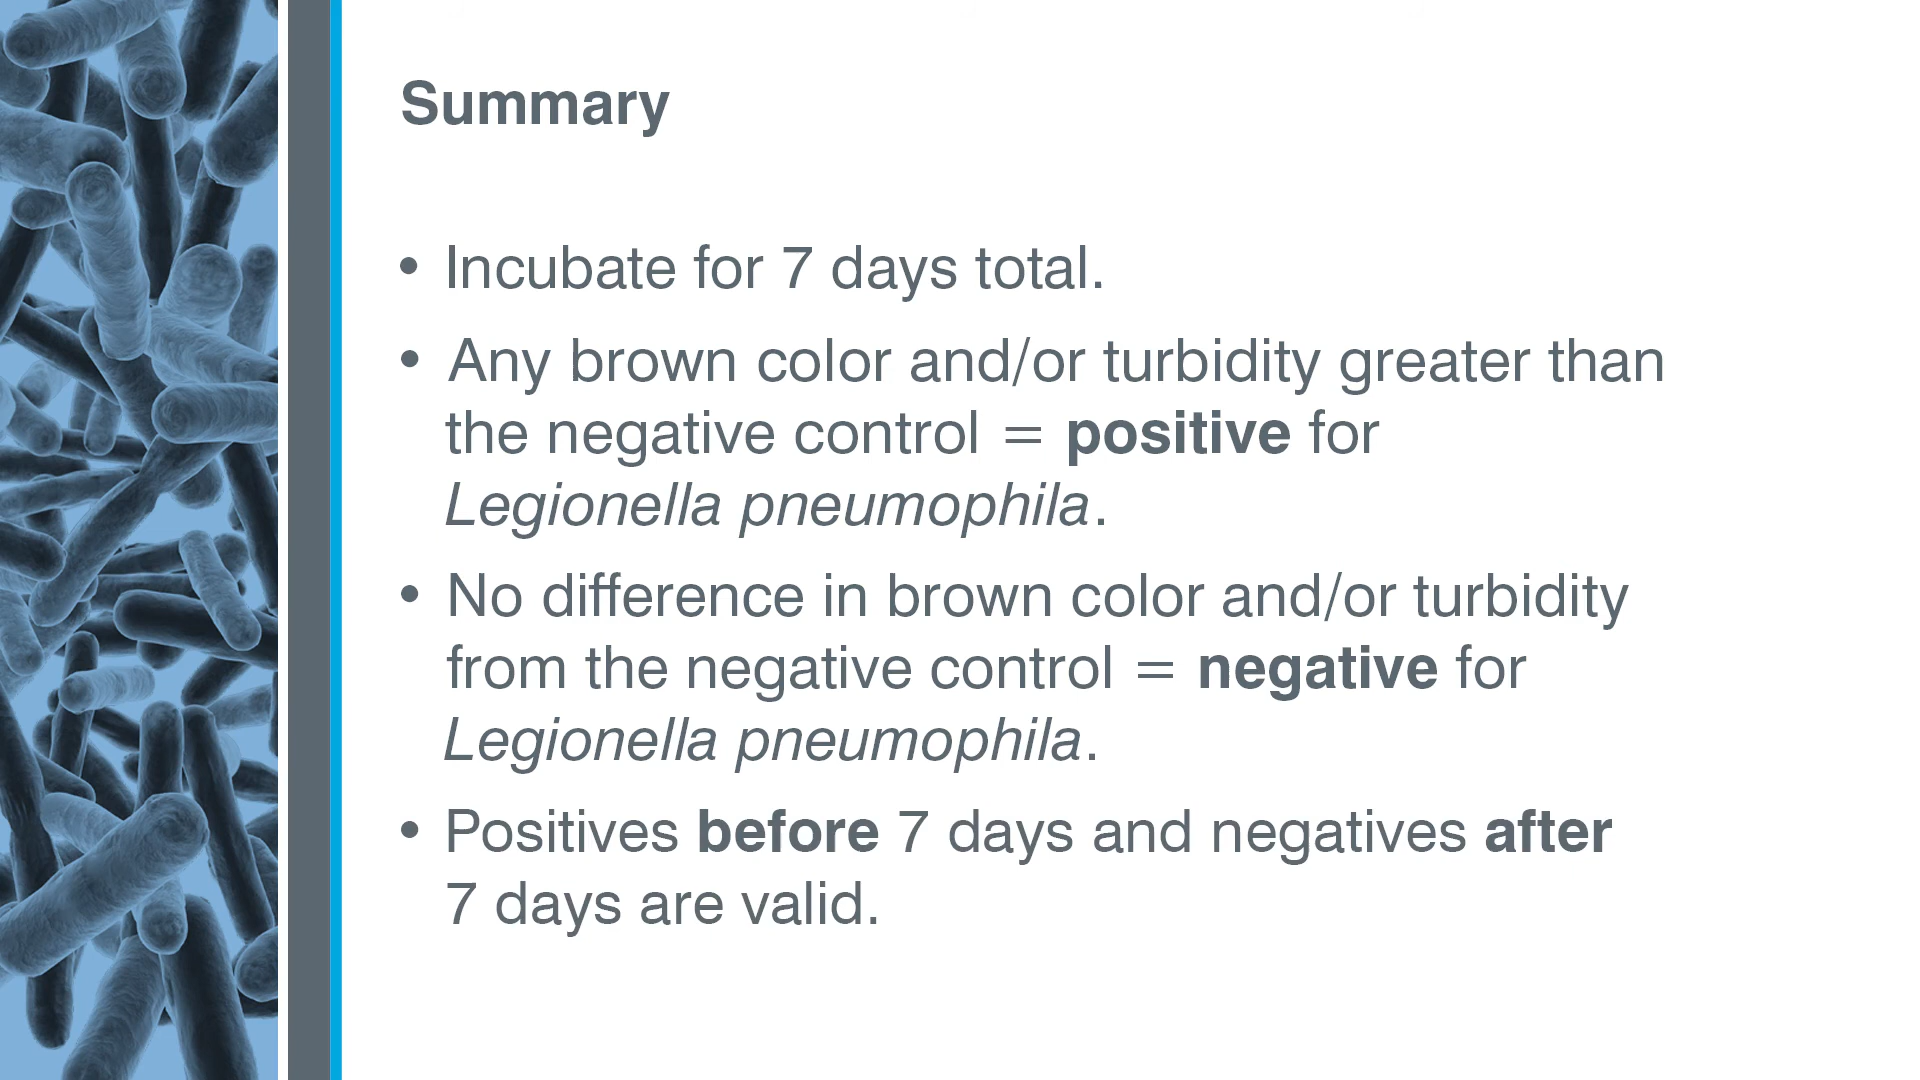 Summary
• Incubate for 7 days total.
• Any brown color and/or turbidity greater than
the negative control = positive for
Legionella pneumophila.
• No difference in brown color and/or turbidity
from the negative control = negative for
Legionella pneumophila.
• Positives before 7 days and negatives after
7 days are valid.